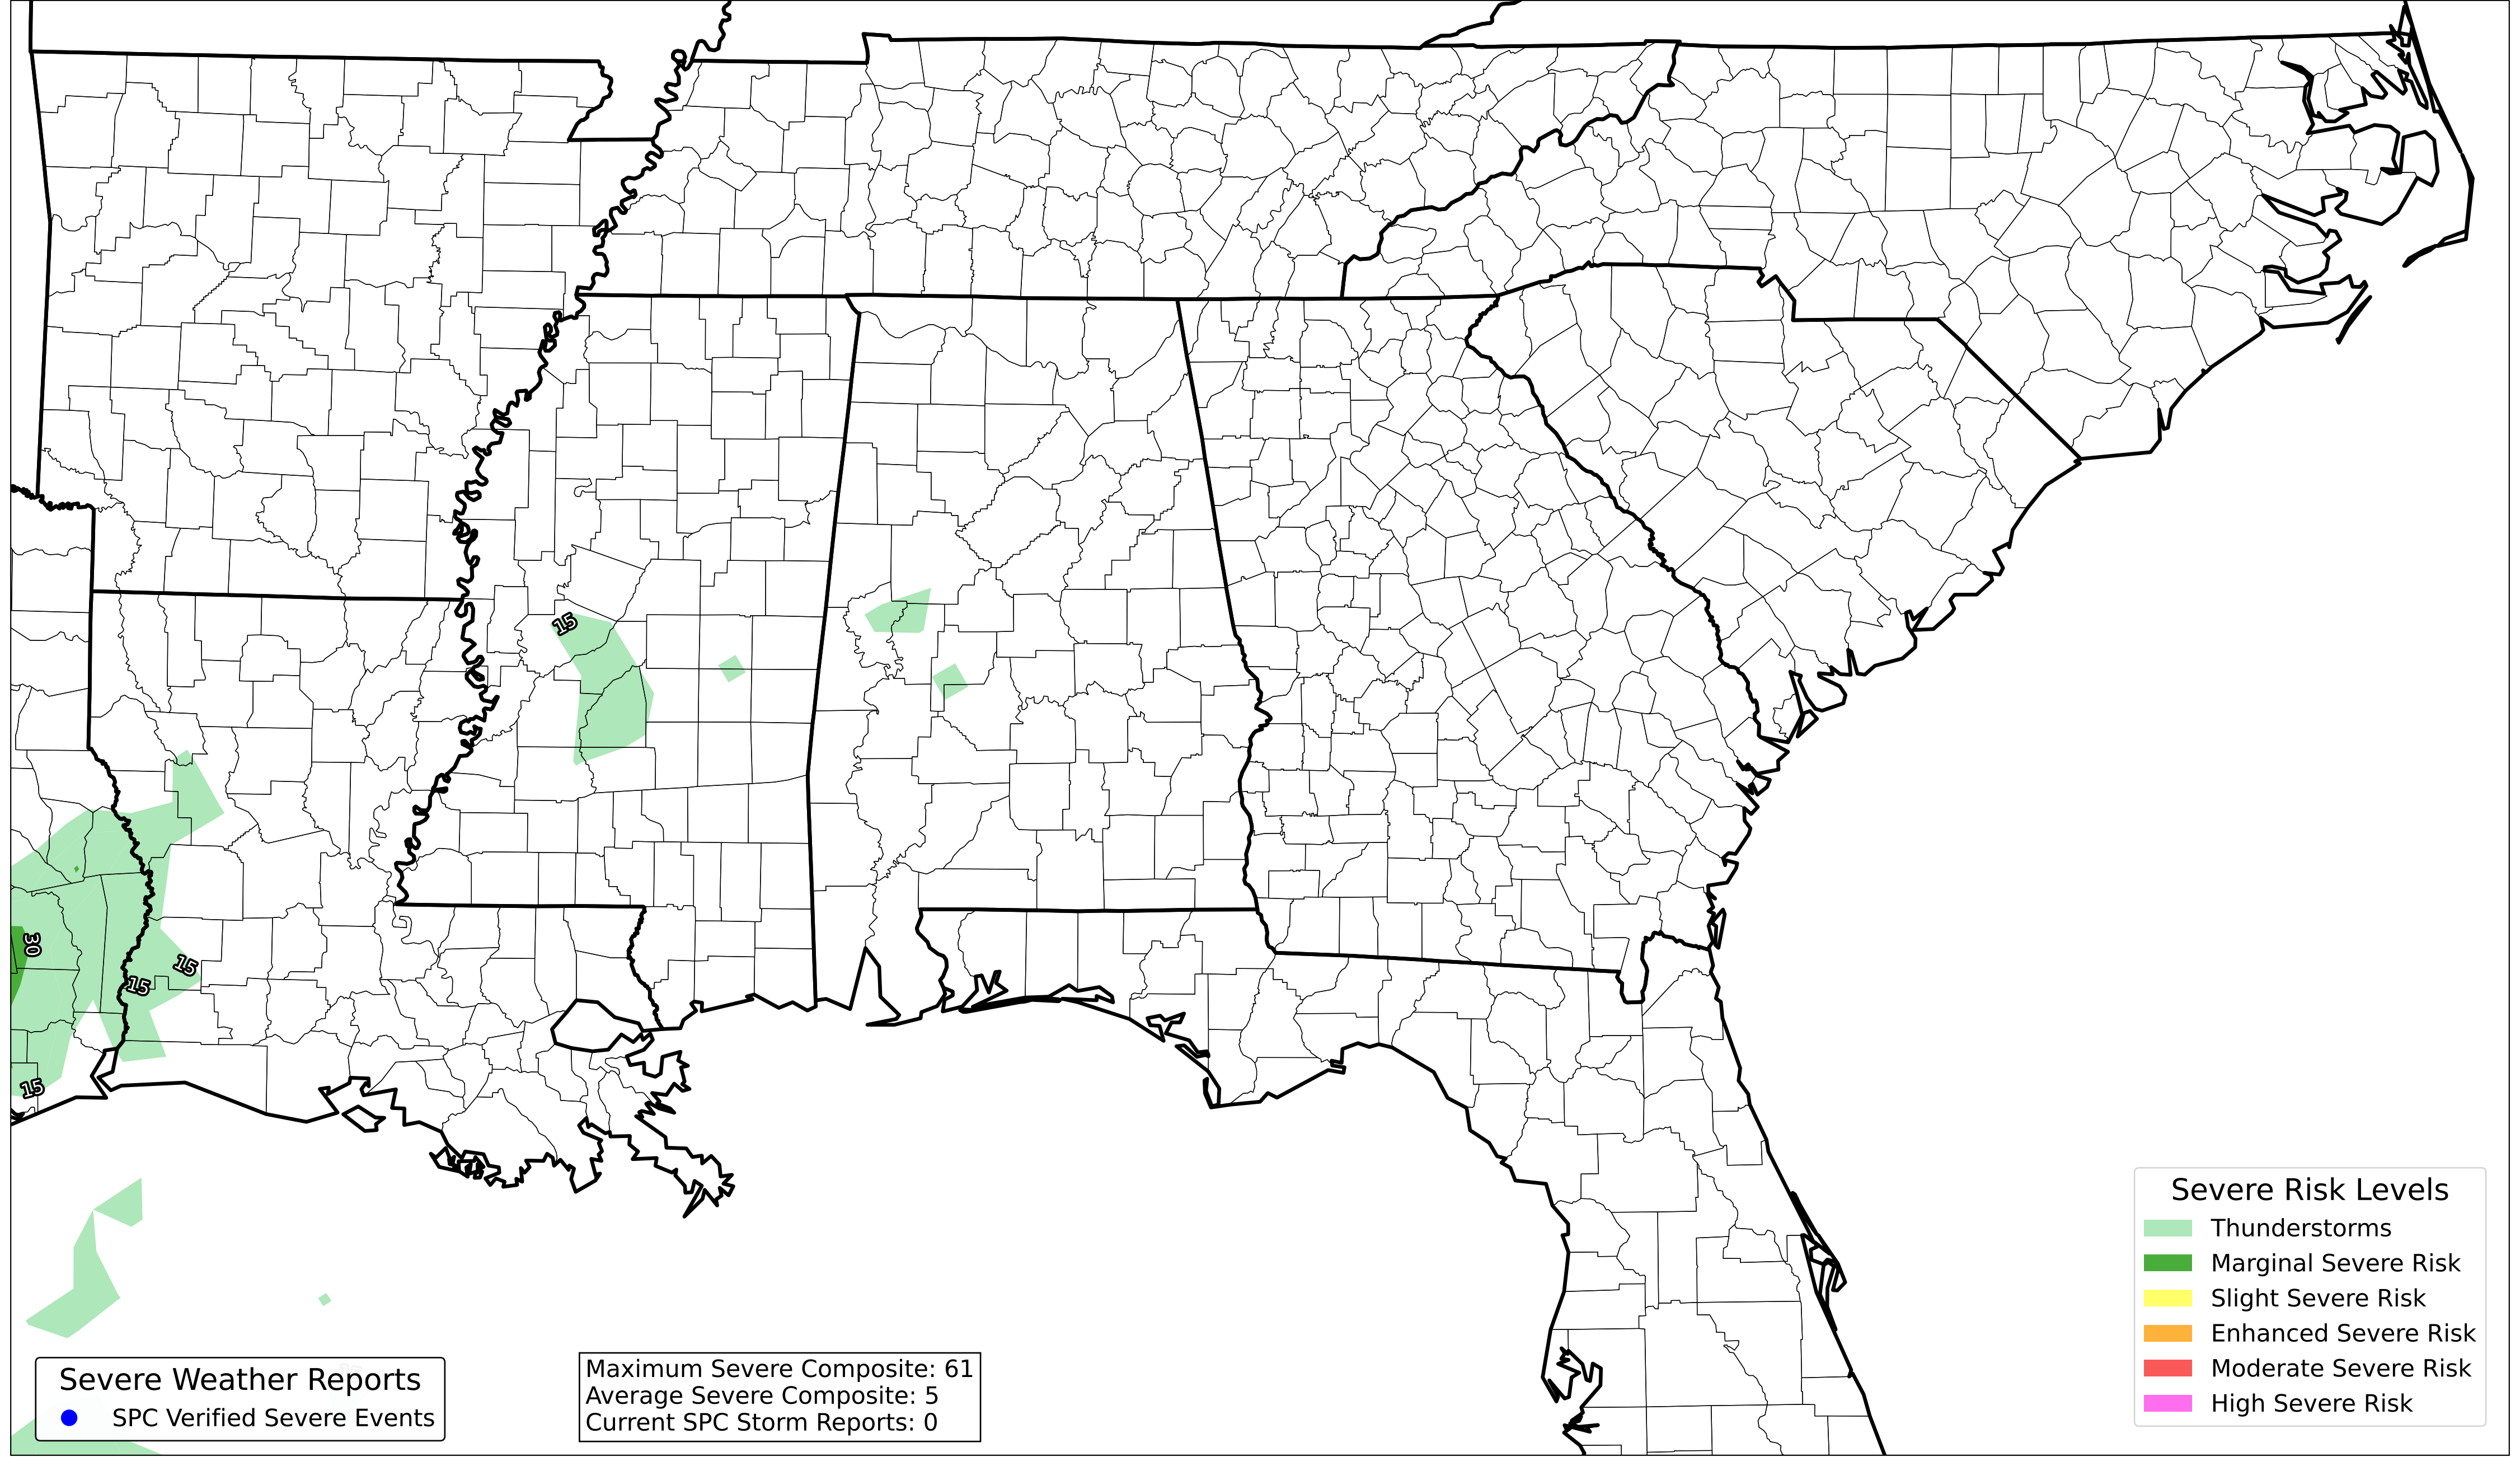 15
30
15
15
15
Severe Weather Reports
SPC Verified Severe Events
Maximum Severe Composite: 61
Average Severe Composite: 5
Current SPC Storm Reports: 0
Severe Risk Levels
Thunderstorms
Marginal Severe Risk
Slight Severe Risk
Enhanced Severe Risk
Moderate Severe Risk
High Severe Risk